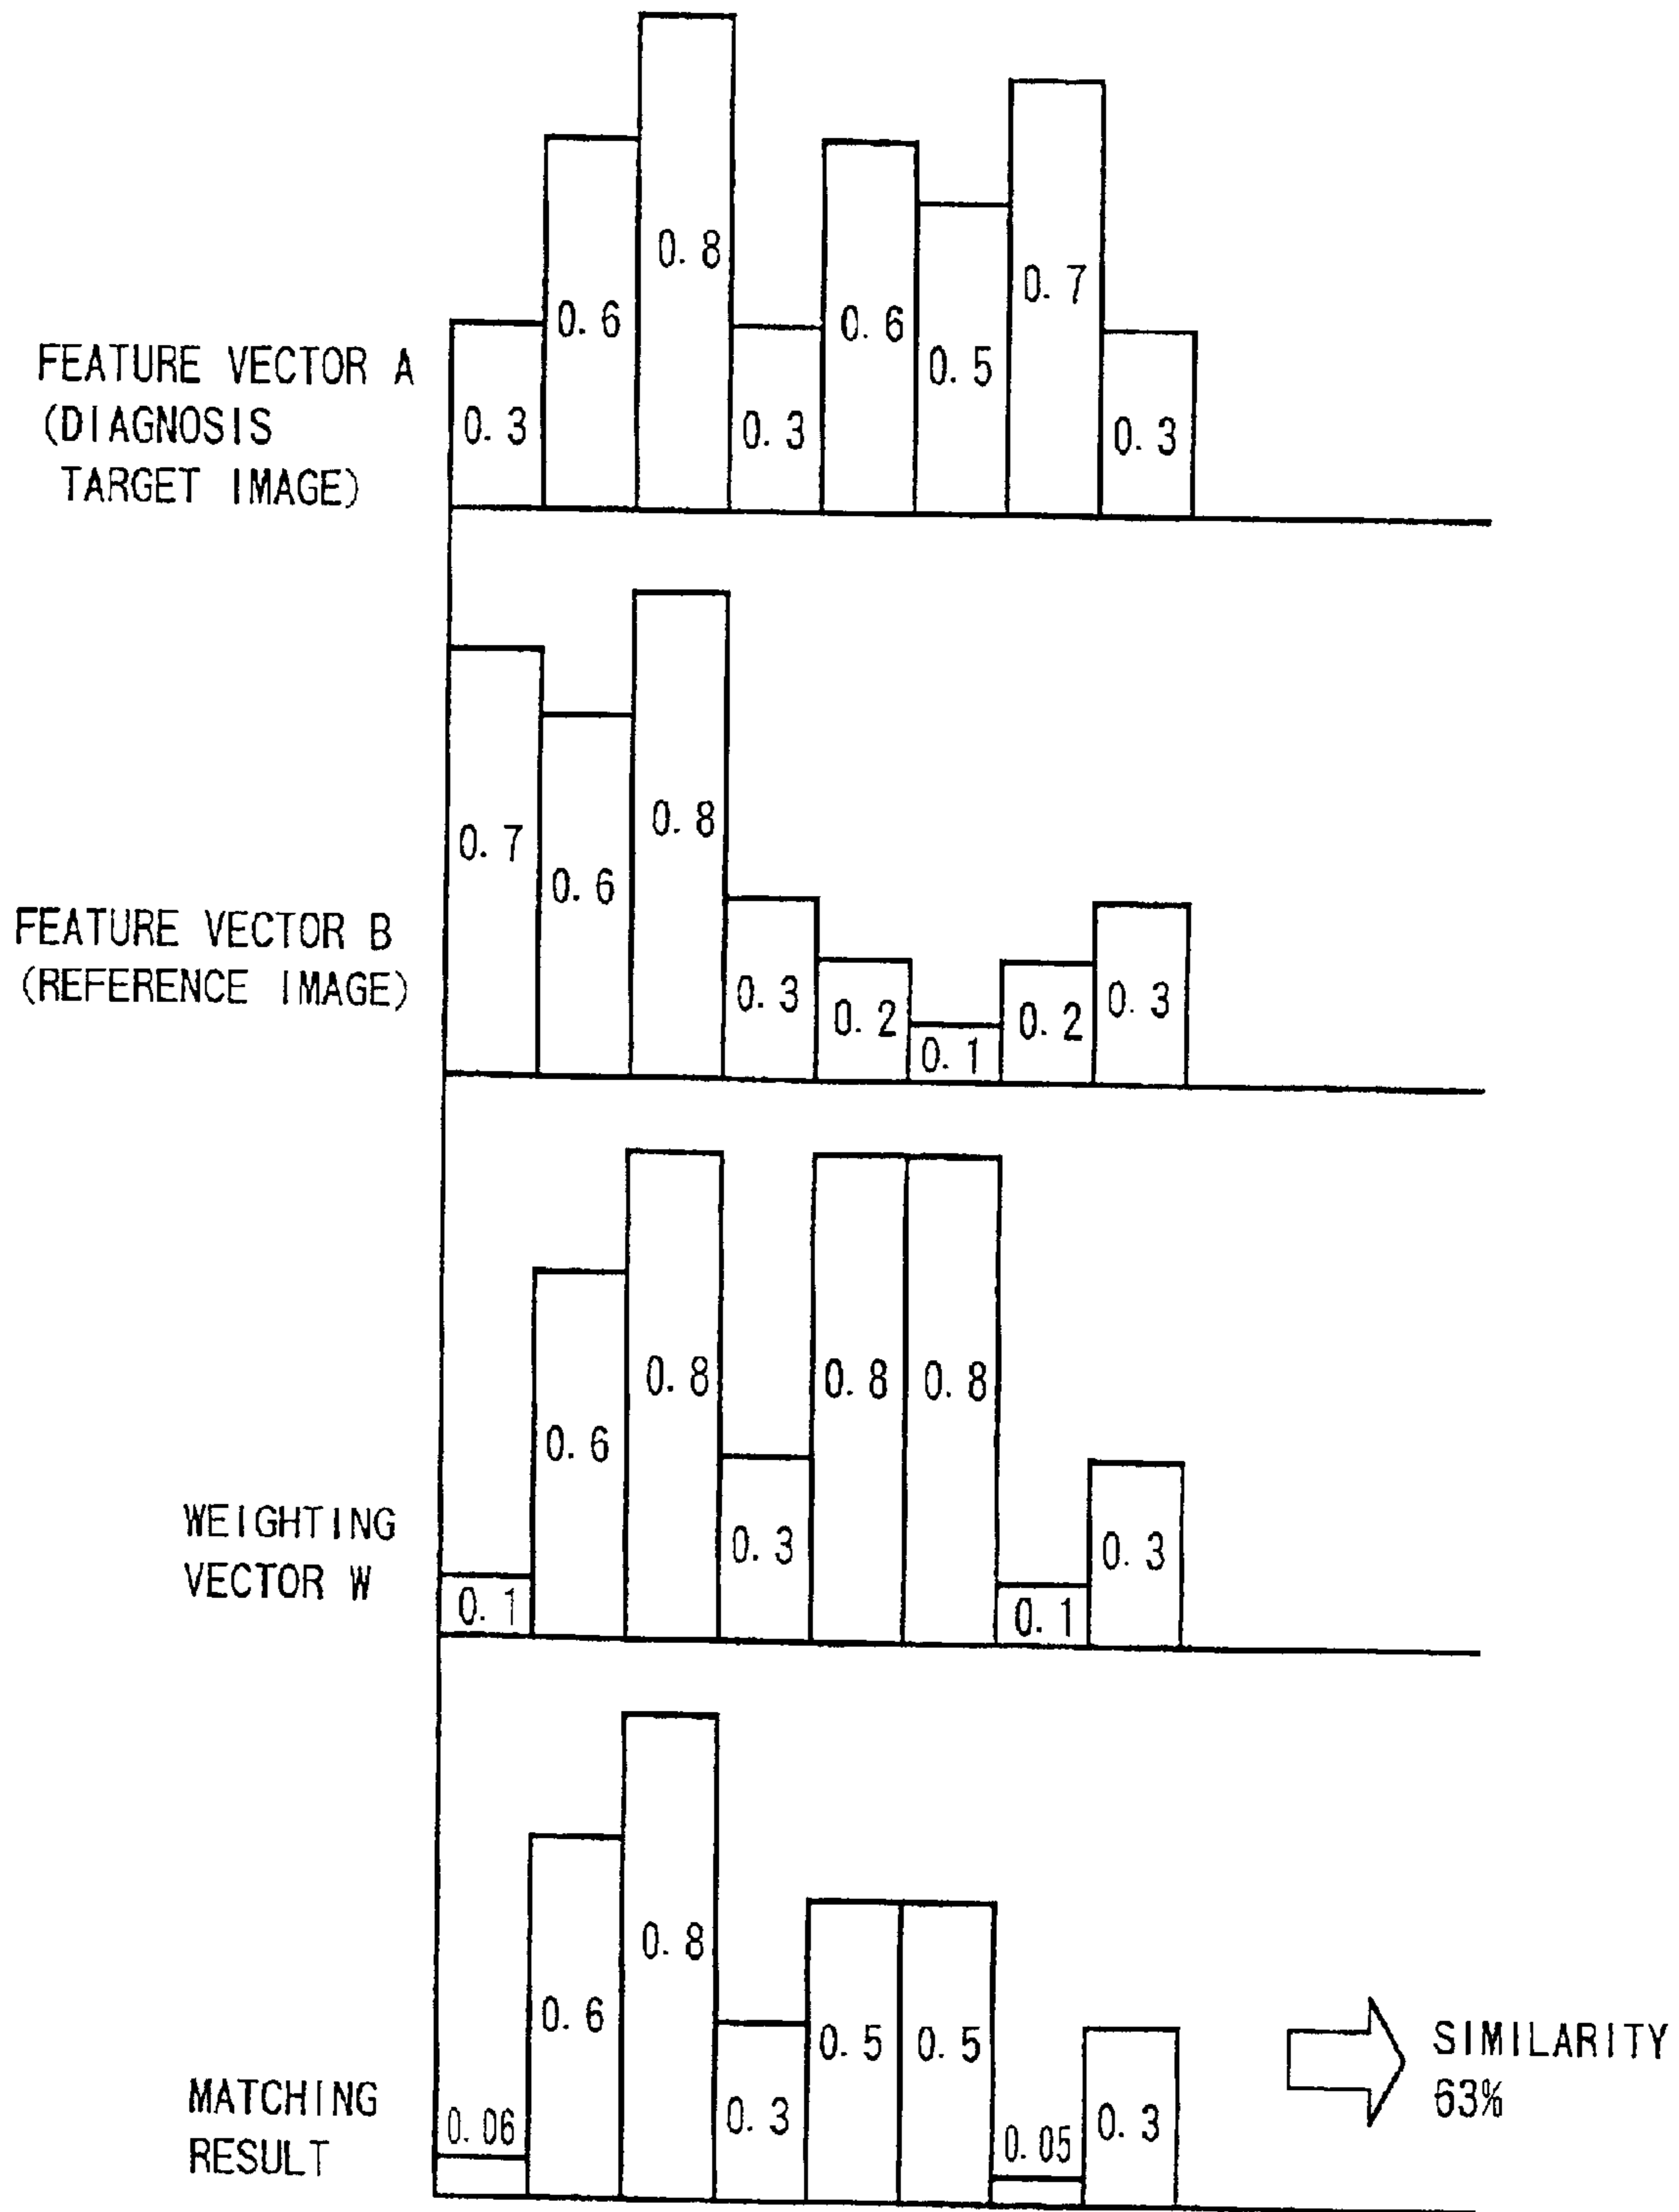 0.3 0.6 0.8 0.3 0.6 0.5 0.7 0.3
FEATURE VECTOR A
(DIAGNOSIS
TARGET IMAGE)
0.7 0.6 0.8 0.3 0.2 0.1 0.2 0.3
FEATURE VECTOR B
(REFERENCE IMAGE)
0.1 0.6 0.8 0.3 0.8 0.8 0.1 0.3
WEIGHTING
VECTOR W
0.06 0.6 0.8 0.3 0.5 0.5 0.05 0.3
MATCHING
RESULT
SIMILARITY
63%